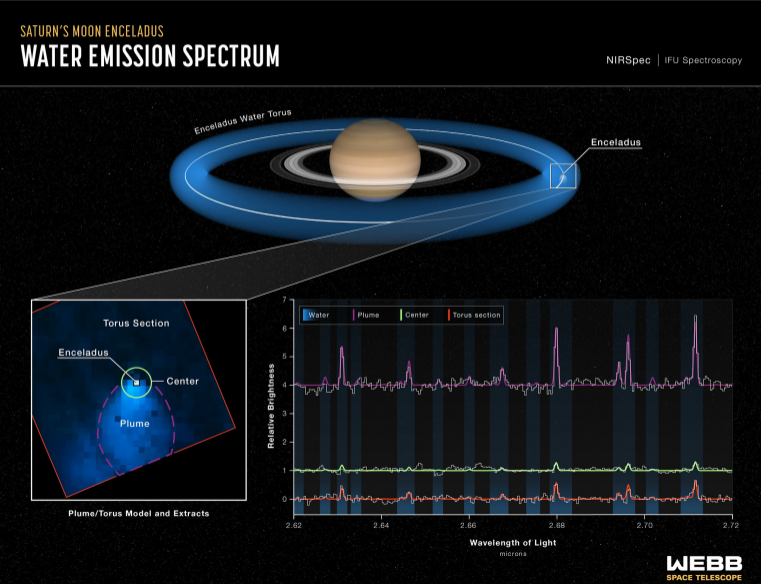 SATURN'S MOON ENCELADUS
WATER EMISSION SPECTRUM
NIRSpec | IFU Spectroscopy
Enceladus Water Torus
Enceladus
Torus Section
Enceladus
Center
Plume
Plume/Torus Model and Extracts
Water Plume Center Torus section
Relative Brightness
7
6
5
4
3
2
1
0
2.62 2.64 2.66 2.68 2.70 2.72
Wavelength of Light
microns
WEBB
SPACE TELESCOPE